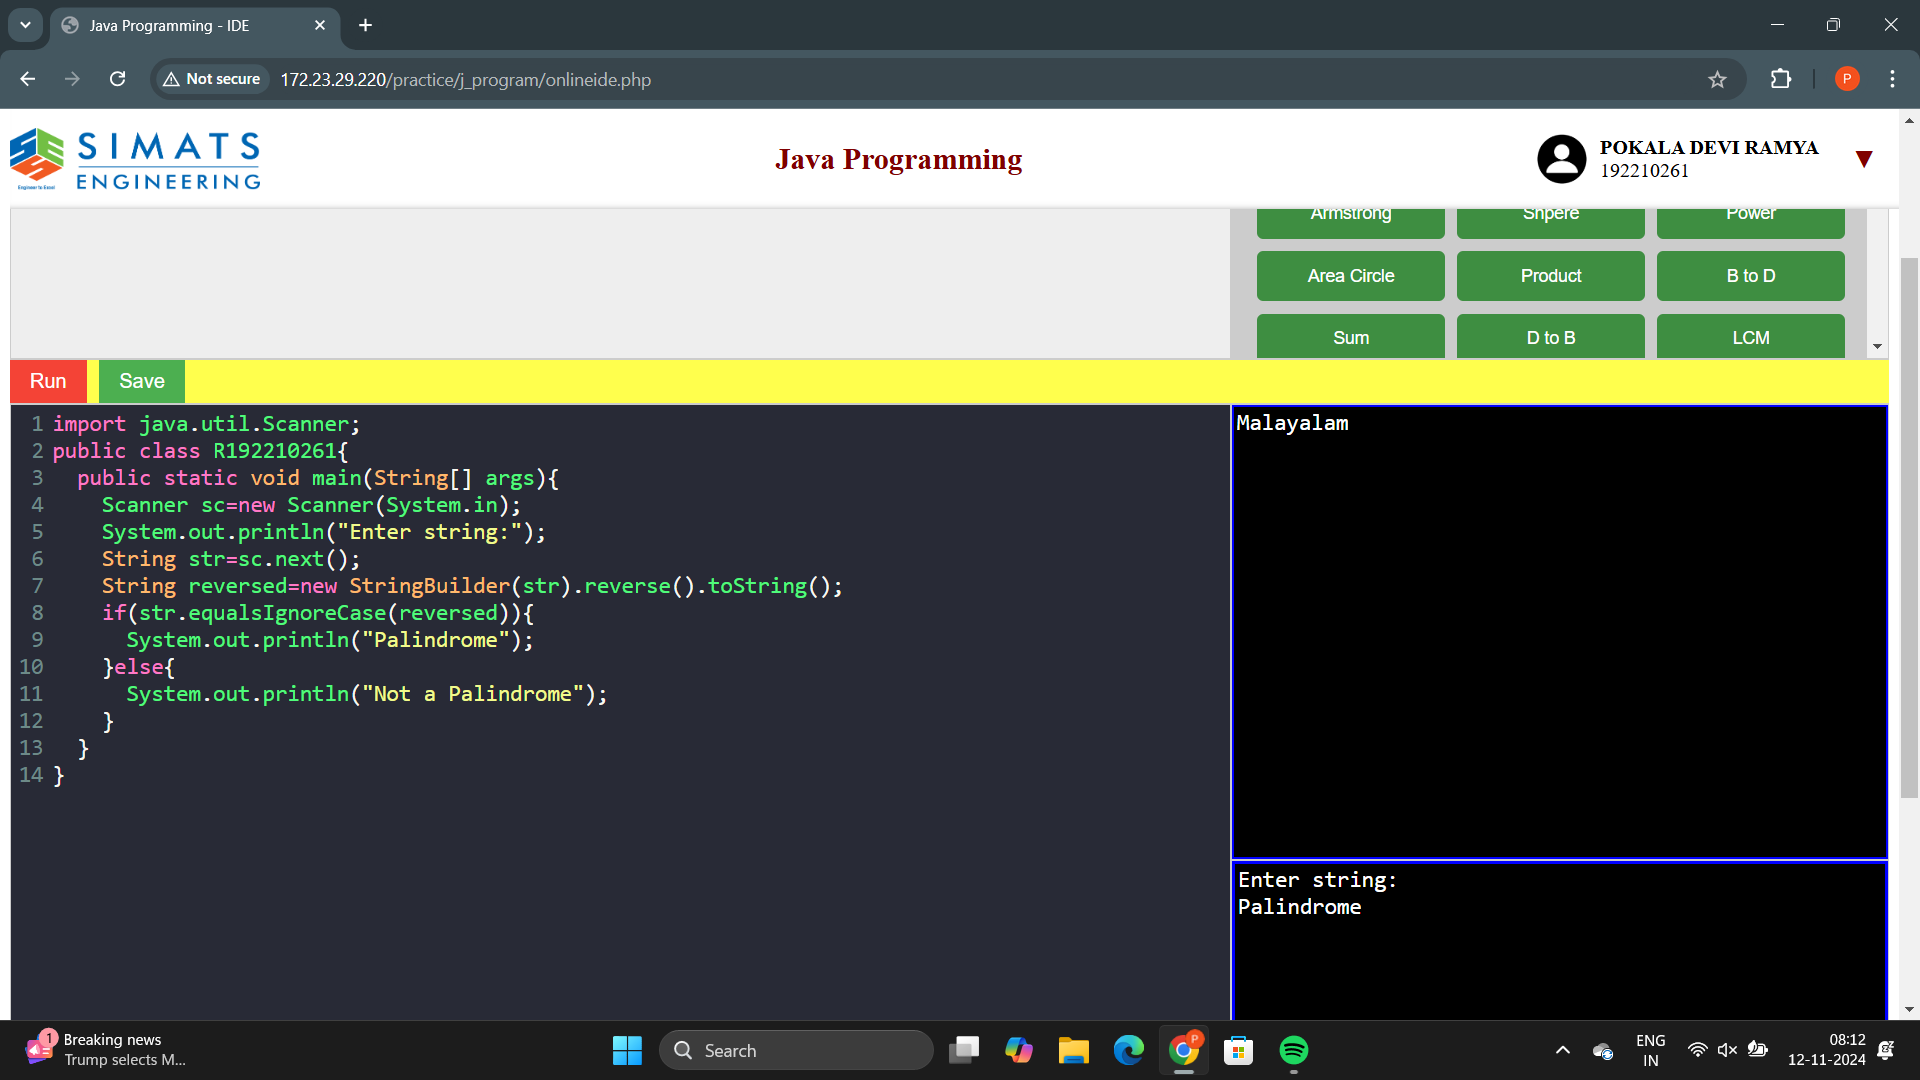 Java Programming - IDE
Not secure
172.23.29.220/practice/j_program/onlineide.php
P
SIMATS
ENGINEERING
Engineer to Excel
Java Programming
POKALA DEVI RAMYA
192210261
Armstrong
Shpere
Power
Area Circle
Product
B to D
Sum
D to B
LCM
Run
Save
1 import java.util.Scanner;
2 public class R192210261{
3 public static void main(String[] args){
4 Scanner sc=new Scanner(System.in);
5 System.out.println("Enter string:");
6 String str=sc.next();
7 String reversed=new StringBuilder(str).reverse().toString();
8 if(str.equalsIgnoreCase(reversed)){
9 System.out.println("Palindrome");
10 }else{
11 System.out.println("Not a Palindrome");
12 }
13 }
14 }
Malayalam
Enter string:
Palindrome
1
Breaking news
Trump selects M...
Search
P
ENG
IN
08:12
12-11-2024